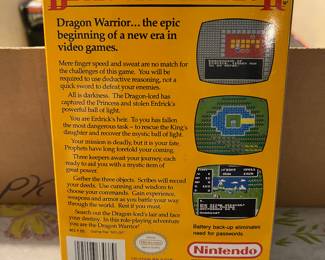 Dragon Warrior... the epic
beginning of a new era in
video games.
Mere finger speed and sweat are no match for
the challenges of this game. You will be
required to use deductive reasoning, not
a quick sword to defeat your enemies.
All is darkness. The Dragon-lord has
captured the Princess and stolen Erdrick's
powerful ball of light.
You are Erdrick's heir. To you has fallen
the most dangerous task – to rescue the King's
daughter and recover the mystic ball of light.
Your mission is deadly, but it is your fate.
Prophets have long foretold your coming.
Three keepers await your journey, each
ready to aid you with a mystic item of
great power.
Gather the three objects. Scribes will record
your deeds. Use cunning and wisdom to
choose your commands. Gain experience,
weapons and armor as you battle your way
through the world. Rest if you must.
Search out the Dragon-lord's lair and face
your destiny. In this role-playing adventure
you are the Dragon Warrior!
Battery back-up eliminates
need for passwords.
Nintendo